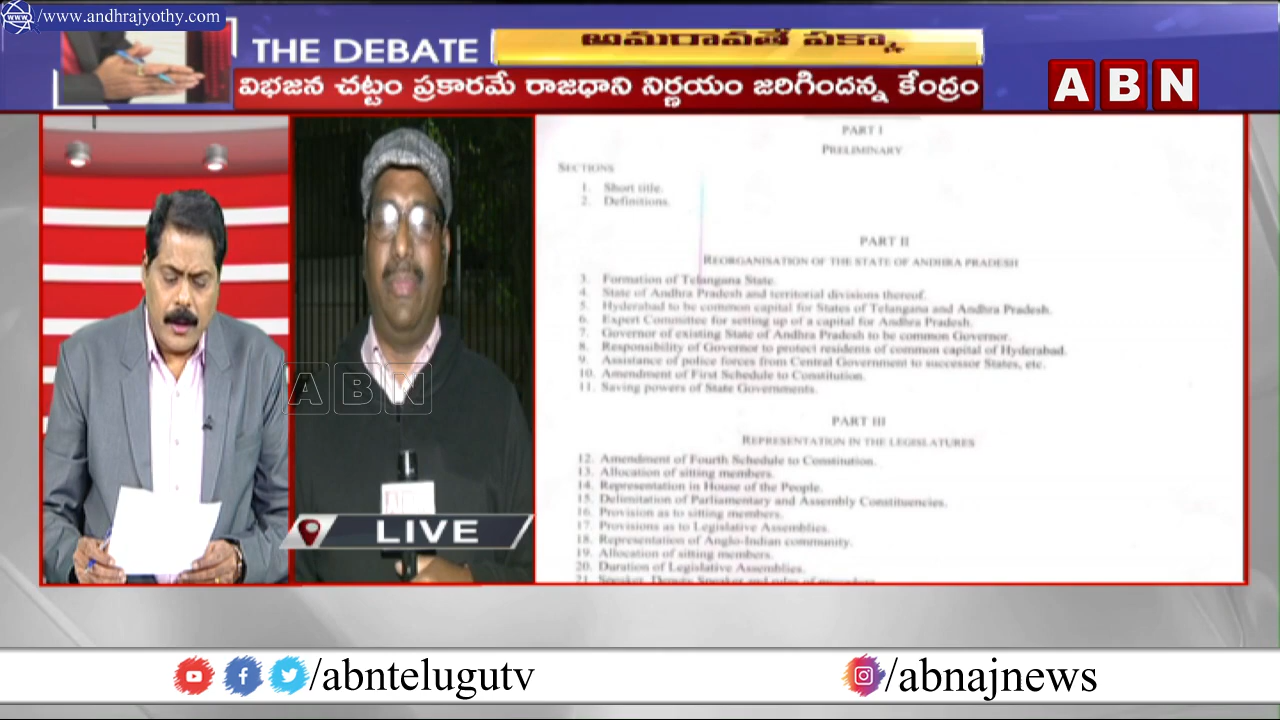 www./www.andhrajyothy.com
THE DEBATE
అమరావతే పక్కా
విభజన చట్టం ప్రకారమే రాజధాని నిర్ణయం జరిగిందన్న కేంద్రం
ABN
PART I
PRELIMINARY
SECTIONS
1. Short title.
2. Definitions.
PART II
REORGANISATION OF THE STATE OF ANDHRA PRADESH
3. Formation of Telangana State.
4. State of Andhra Pradesh and territorial divisions thereof.
5. Hyderabad to be common capital for States of Telangana and Andhra Pradesh.
6. Expert Committee for setting up of a capital for Andhra Pradesh.
7. Governor of existing State of Andhra Pradesh to be common Governor.
8. Responsibility of Governor to protect residents of common capital of Hyderabad.
9. Assistance of police forces from Central Government to successor States, etc.
10. Amendment of First Schedule to Constitution.
11. Saving powers of State Governments.
PART III
REPRESENTATION IN THE LEGISLATURES
12. Amendment of Fourth Schedule to Constitution.
13. Allocation of sitting members.
14. Representation in House of the People.
15. Delimitation of Parliamentary and Assembly Constituencies.
16. Provision as to sitting members.
17. Provisions as to Legislative Assemblies.
18. Representation of Anglo-Indian community.
19. Allocation of sitting members.
20. Duration of Legislative Assemblies.
21. Speaker, Deputy Speaker and rules of procedure.
ABN
LIVE
/abntelugutv
/abnajnews